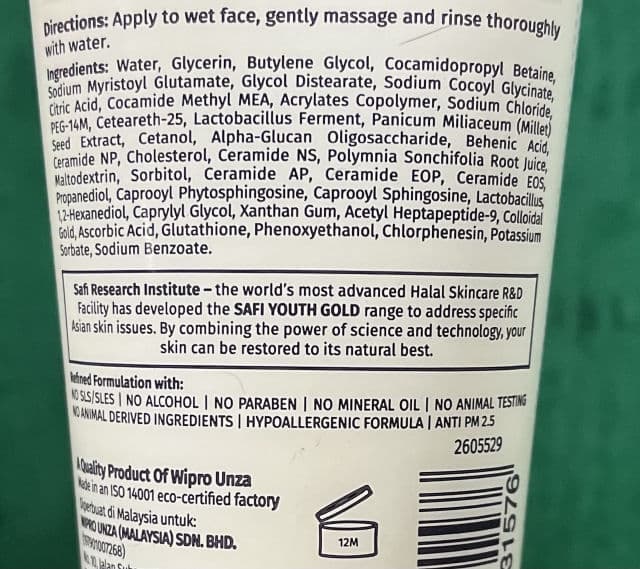 Directions: Apply to wet face, gently massage and rinse thoroughly
with water.
Ingredients: Water, Glycerin, Butylene Glycol, Cocamidopropyl Betaine,
Sodium Myristoyl Glutamate, Glycol Distearate, Sodium Cocoyl Glycinate,
Citric Acid, Cocamide Methyl MEA, Acrylates Copolymer, Sodium Chloride,
PEG-14M, Ceteareth-25, Lactobacillus Ferment, Panicum Miliaceum (Millet)
Seed Extract, Cetanol, Alpha-Glucan Oligosaccharide, Behenic Acid,
Ceramide NP, Cholesterol, Ceramide NS, Polymnia Sonchifolia Root Juice,
Maltodextrin, Sorbitol, Ceramide AP, Ceramide EOP, Ceramide EOS,
Propanediol, Caprooyl Phytosphingosine, Caprooyl Sphingosine, Lactobacillus,
1,2-Hexanediol, Caprylyl Glycol, Xanthan Gum, Acetyl Heptapeptide-9, Colloidal
Gold, Ascorbic Acid, Glutathione, Phenoxyethanol, Chlorphenesin, Potassium
Sorbate, Sodium Benzoate.
Safi Research Institute – the world's most advanced Halal Skincare R&D
Facility has developed the SAFI YOUTH GOLD range to address specific
Asian skin issues. By combining the power of science and technology, your
skin can be restored to its natural best.
Refined Formulation with:
NO SLS/SLES | NO ALCOHOL | NO PARABEN | NO MINERAL OIL | NO ANIMAL TESTING
NO ANIMAL DERIVED INGREDIENTS | HYPOALLERGENIC FORMULA | ANTI PM 2.5
2605529
A Quality Product Of Wipro Unza
Made in an ISO 14001 eco-certified factory
Diperbuat di Malaysia untuk:
WIPRO UNZA (MALAYSIA) SDN. BHD.
12M
31576